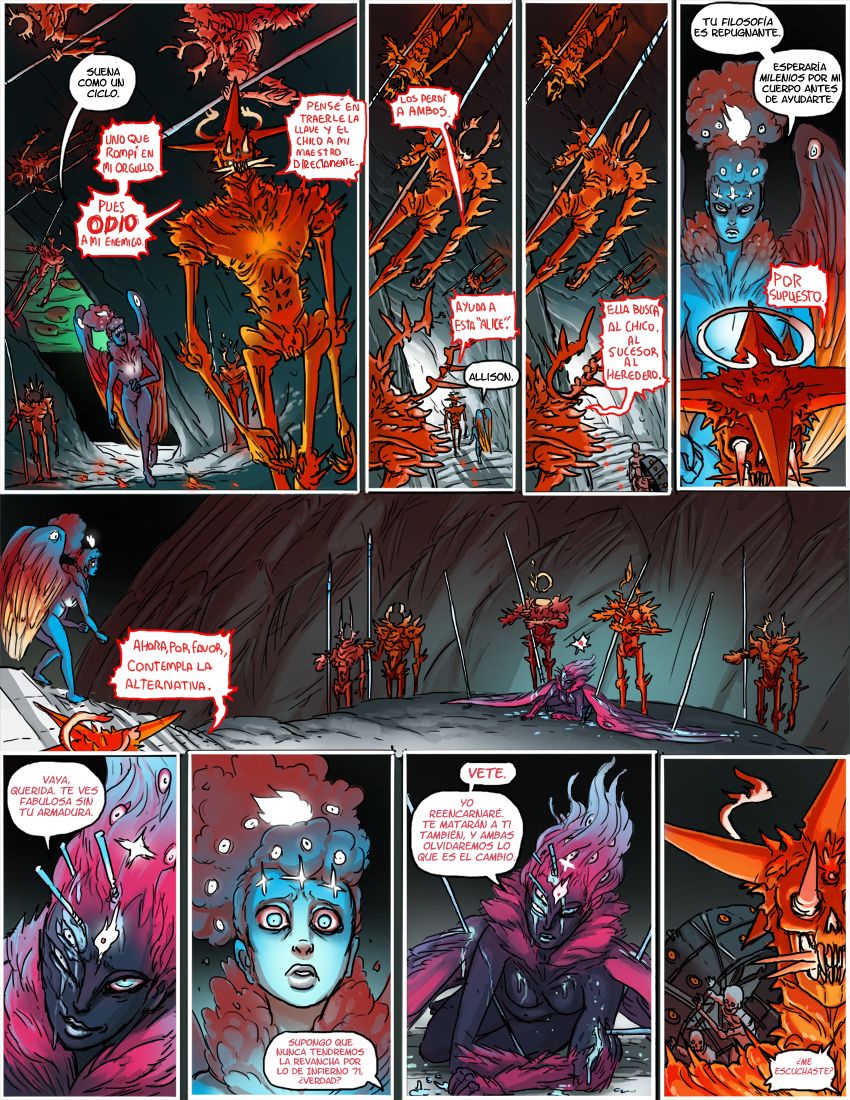 SUENA
COMO UN
CICLO.
UNO QUE
ROMPÍ EN
MI ORGULLO.
PUES
ODIO
A MI ENEMIGO.
PENSÉ EN
TRAERLE LA
LLAVE Y EL
CHILD A MI
MAESTRO
DIRECTAMENTE.
LOS PERDÍ
A AMBOS.
AYUDA A
ESTA "ALICE".
ALLISON.
ELLA BUSCA
AL CHICO.
AL
SUCESOR
AL
HEREDERO.
TU FILOSOFÍA
ES REPUGNANTE.
ESPERARÍA
MILENIOS POR MI
CUERPO ANTES
DE AYUDARTE.
POR
SUPUESTO.
AHORA, POR FAVOR,
CONTEMPLA LA
ALTERNATIVA.
VAYA,
QUERIDA. TE VES
FABULOSA SIN
TU ARMADURA.
SUPONGO QUE
NUNCA TENDREMOS
LA REVANCHA POR
LO DE INFIERNO 71,
¿VERDAD?
VETE.
YO
REENCARNARÉ.
TE MATARÁN A TI
TAMBIÉN, Y AMBAS
OLVIDAREMOS LO
QUE ES EL CAMBIO.
¿ME
ESCUCHASTE?